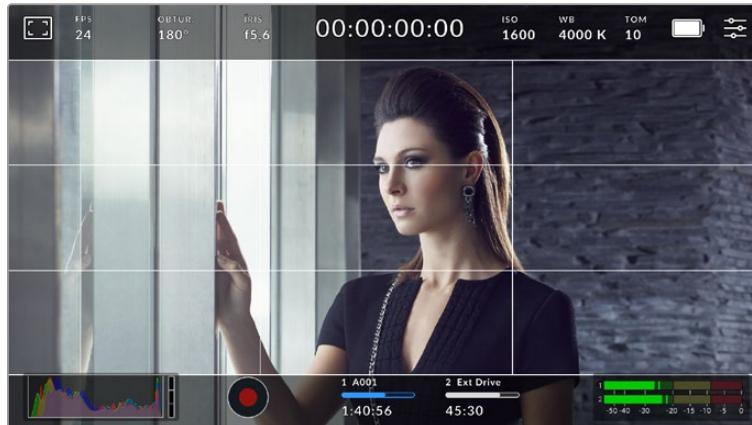 FPS OBTUR. ÍRIS ISO WB TOM
24 180° f5.6 00:00:00:00 1600 4000 K 10
1 A001 2 Ext Drive
1:40:56 45:30
1
2
-50 -40 -30 -20 -15 -10 -5 0